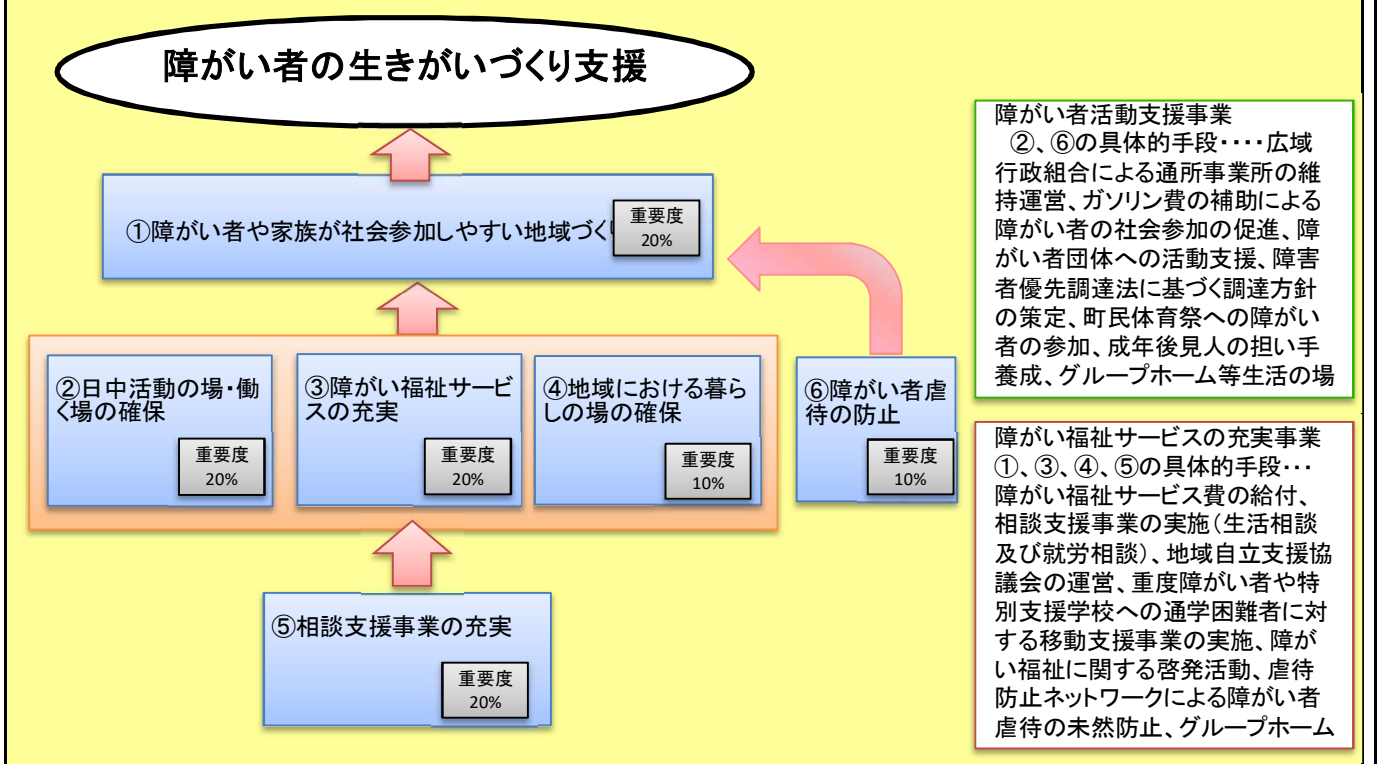 障がい者の生きがいづくり支援
①障がい者や家族が社会参加しやすい地域づく
重要度
20%
②日中活動の場・働
く場の確保
重要度
20%
③障がい福祉サービ
スの充実
重要度
20%
④地域における暮ら
しの場の確保
重要度
10%
⑥障がい者虐
待の防止
重要度
10%
⑤相談支援事業の充実
重要度
20%
障がい者活動支援事業
②、⑥の具体的手段・・・・広域
行政組合による通所事業所の維
持運営、ガソリン費の補助による
障がい者の社会参加の促進、障
がい者団体への活動支援、障害
者優先調達法に基づく調達方針
の策定、町民体育祭への障がい
者の参加、成年後見人の担い手
養成、グループホーム等生活の場
障がい福祉サービスの充実事業
①、③、④、⑤の具体的手段・・・
障がい福祉サービス費の給付、
相談支援事業の実施(生活相談
及び就労相談)、地域自立支援協
議会の運営、重度障がい者や特
別支援学校への通学困難者に対
する移動支援事業の実施、障が
い福祉に関する啓発活動、虐待
防止ネットワークによる障がい者
虐待の未然防止、グループホーム